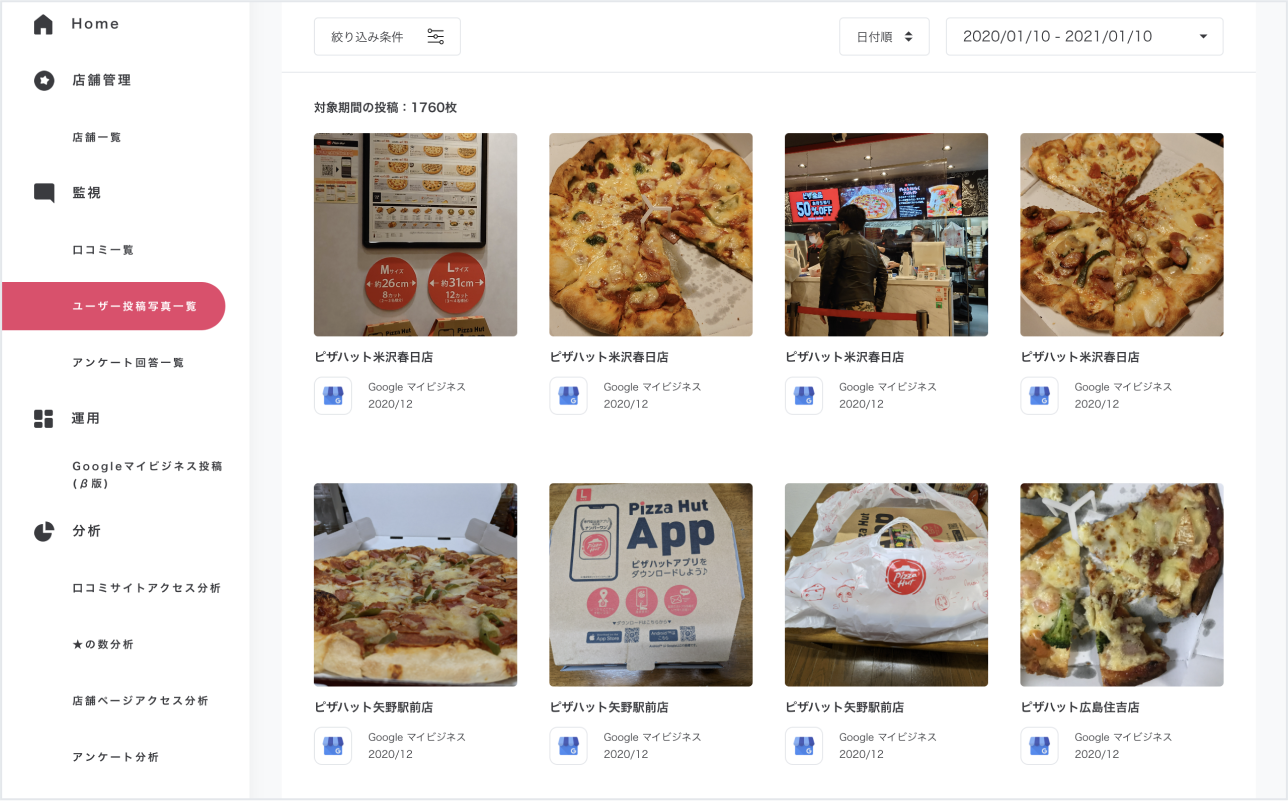 Home
店舗管理
店舗一覧
監視
口コミ一覧
ユーザー投稿写真一覧
アンケート回答一覧
運用
Googleマイビジネス投稿
(β版)
分析
口コミサイトアクセス分析
★の数分析
店舗ページアクセス分析
アンケート分析
絞り込み条件
日付順
2020/01/10 - 2021/01/10
対象期間の投稿：1760枚
Mサイズ
約26cm
8カット
Lサイズ
約31cm
12カット
Pizza Hut
Pizza Hut
50%OFF
ピザハット米沢春日店
Google マイビジネス
2020/12
ピザハット米沢春日店
Google マイビジネス
2020/12
ピザハット米沢春日店
Google マイビジネス
2020/12
ピザハット米沢春日店
Google マイビジネス
2020/12
L
Pizza Hut
App
ピザハットアプリを
ダウンロードしよう♪
App Store
Pizza
Hut
ピザハット矢野駅前店
Google マイビジネス
2020/12
ピザハット矢野駅前店
Google マイビジネス
2020/12
ピザハット矢野駅前店
Google マイビジネス
2020/12
ピザハット広島住吉店
Google マイビジネス
2020/12